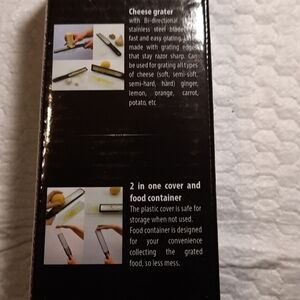 Cheese grater
with Bi-directional
stainless steel blade
fast and easy grating.
made with grating edges
that stay razor sharp. Can
be used for grating all types
of cheese (soft, semi-soft,
semi-hard, hard) ginger,
lemon, orange, carrot,
potato, etc
2 in one cover and
food container
The plastic cover is safe for
storage when not used.
Food container is designed
for your convenience
collecting the grated
food, so less mess.